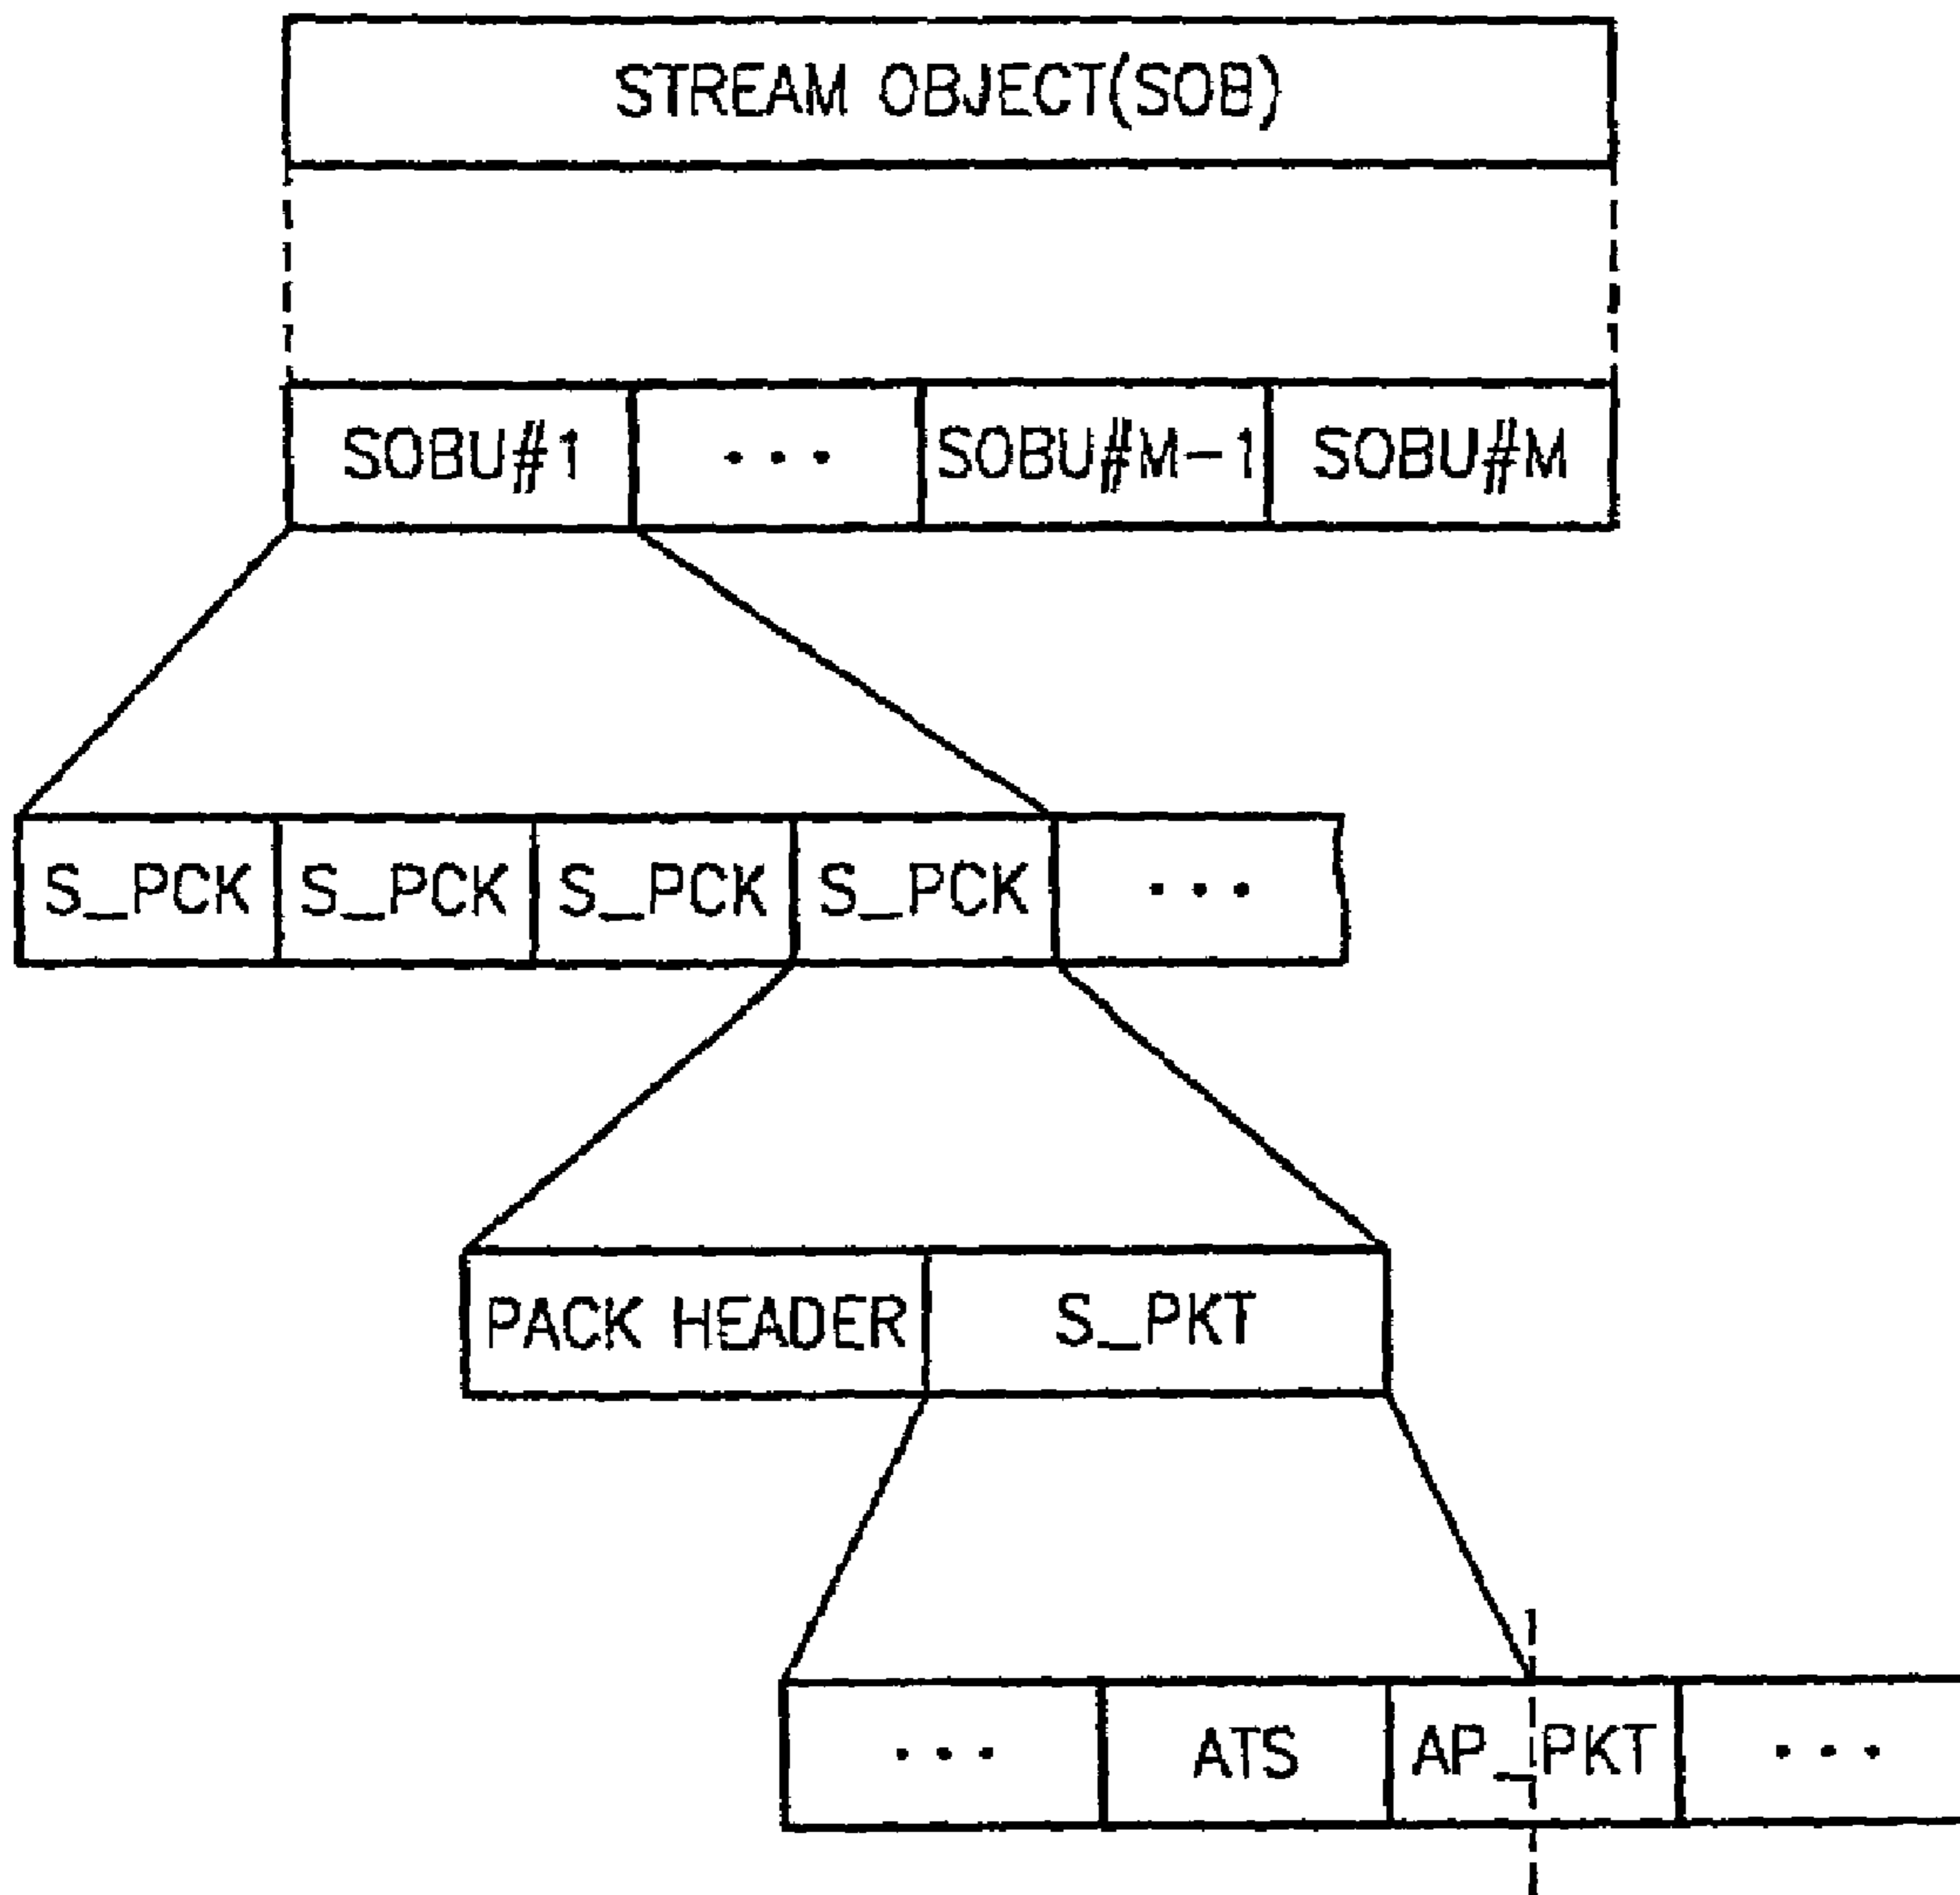 STREAM OBJECT(SOB)
SOBU#1 ... SOBU#M-1 SOBU#M
S_PCK S_PCK S_PCK S_PCK ...
PACK HEADER S_PKT
... ATS AP_PKT ...